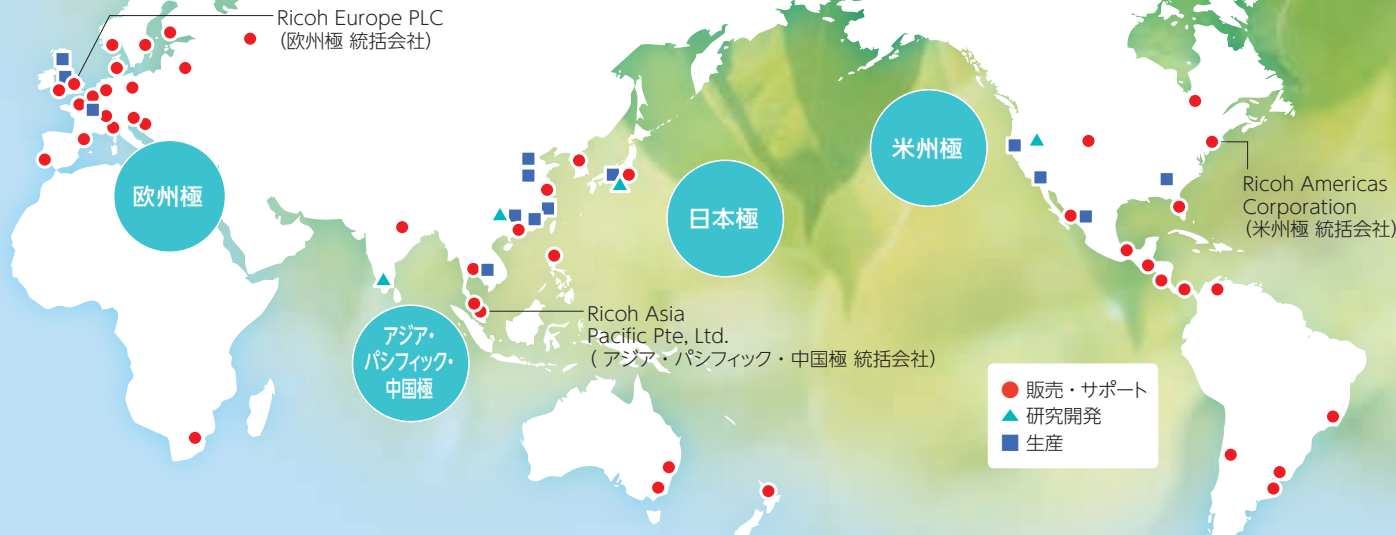 Ricoh Europe PLC
(欧州極 統括会社)
欧州極
アジア・
パシフィック・
中国極
Ricoh Asia
Pacific Pte, Ltd.
( アジア・パシフィック・中国極 統括会社)
日本極
米州極
Ricoh Americas
Corporation
(米州極 統括会社)
販売・サポート
研究開発
生産